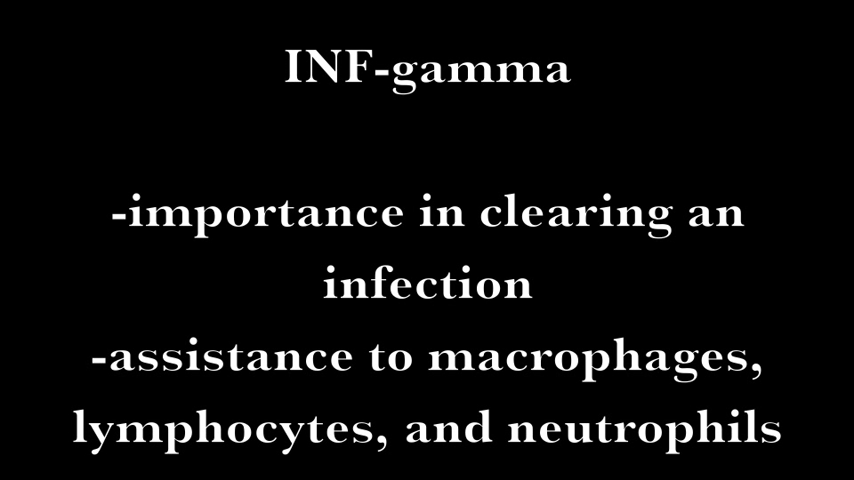 INF-gamma
-importance in clearing an
infection
-assistance to macrophages,
lymphocytes, and neutrophils